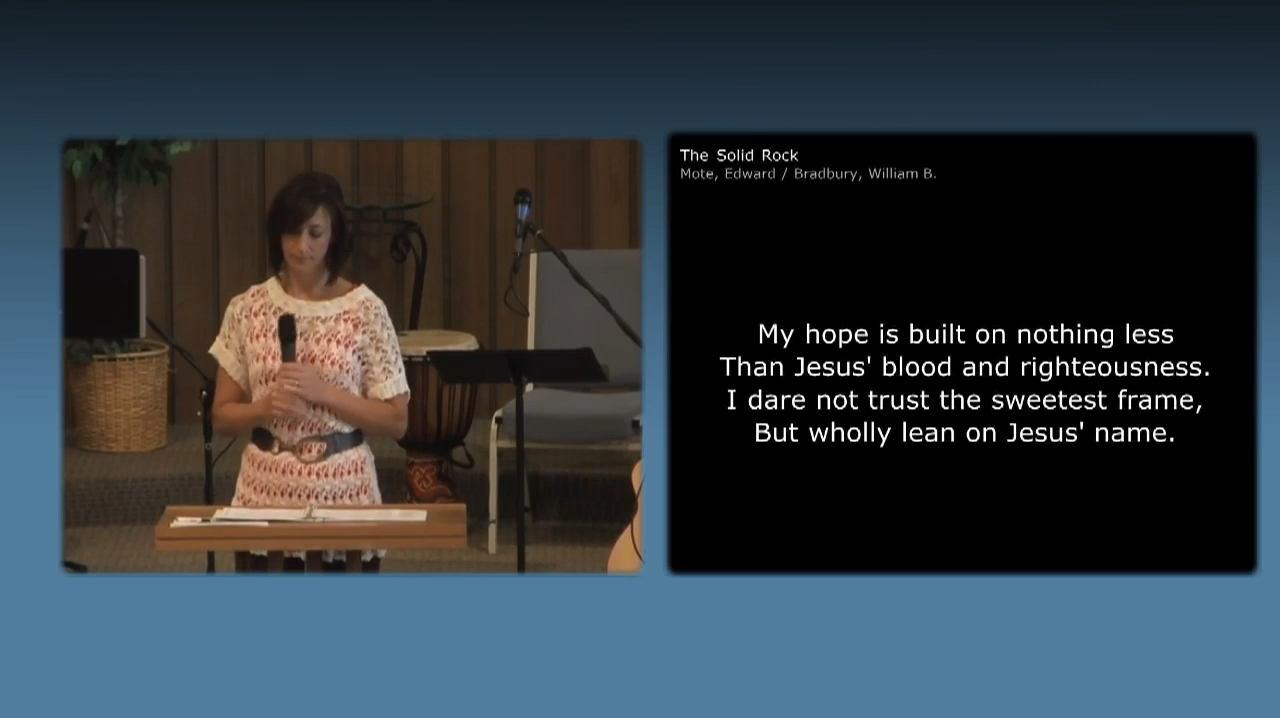 The Solid Rock
Mote, Edward / Bradbury, William B.
My hope is built on nothing less
Than Jesus' blood and righteousness.
I dare not trust the sweetest frame,
But wholly lean on Jesus' name.